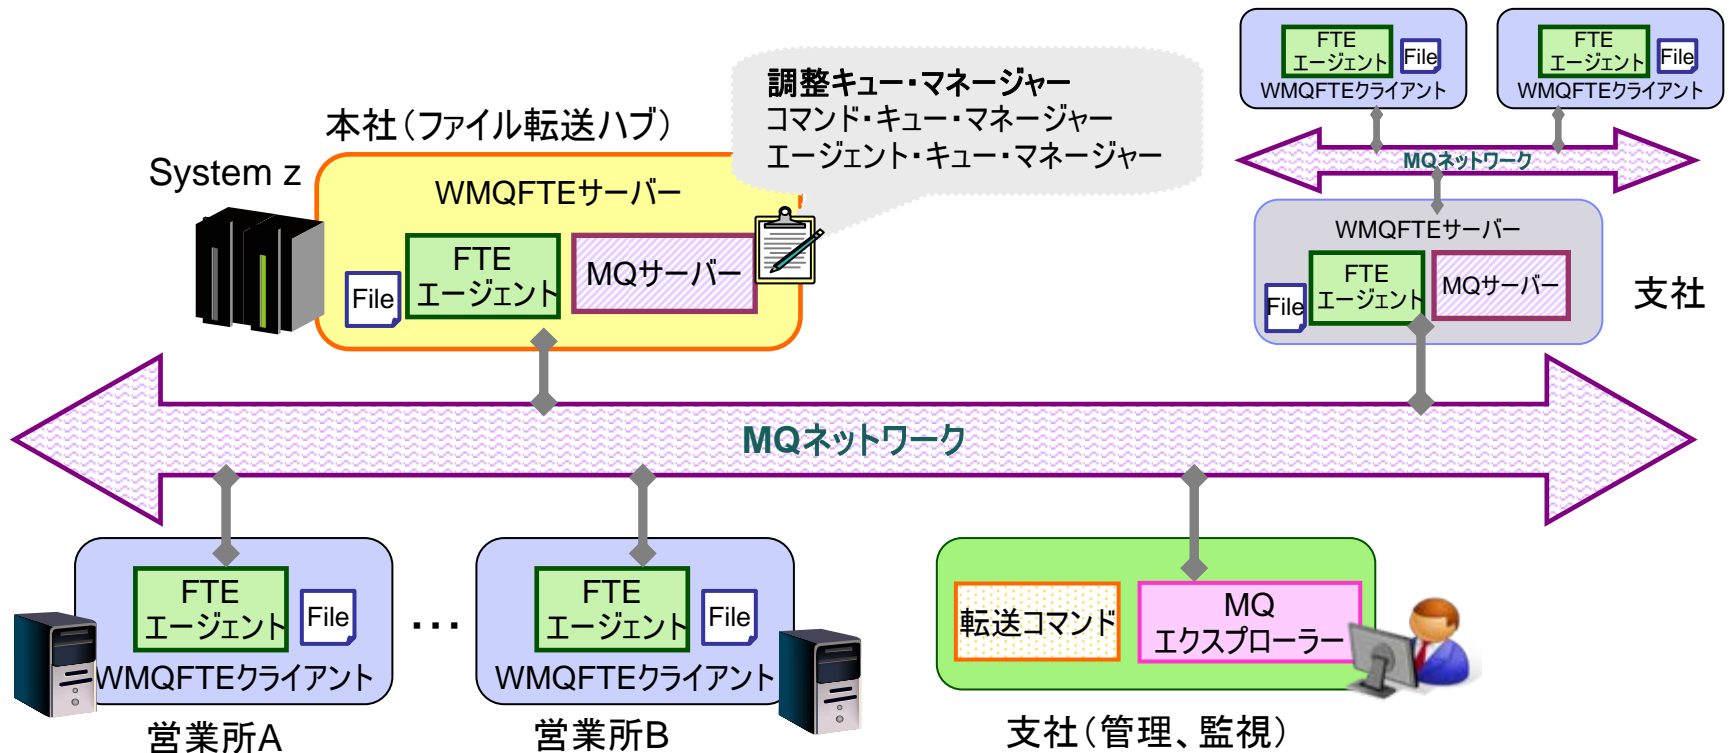 調整キュー・マネージャー
コマンド・キュー・マネージャー
エージェント・キュー・マネージャー
本社（ファイル転送ハブ）
System z
WMQFTEサーバー
FTE
エージェント
MQサーバー
File
FTE
エージェント
File
WMQFTEクライアント
FTE
エージェント
File
WMQFTEクライアント
MQネットワーク
WMQFTEサーバー
FTE
エージェント
MQサーバー
File
支社
MQネットワーク
FTE
エージェント
File
WMQFTEクライアント
営業所A
...
FTE
エージェント
File
WMQFTEクライアント
営業所B
転送コマンド
MQ
エクスプローラー
支社（管理、監視）